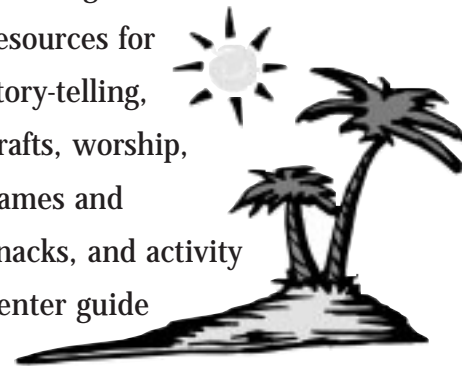 esources for
tory-telling,
rafts, worship,
ames and
nacks, and activity
enter guide